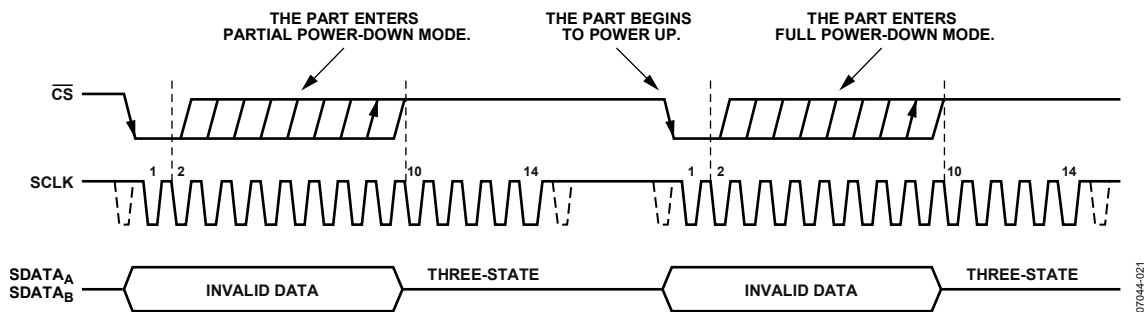 THE PART ENTERS
PARTIAL POWER-DOWN MODE.
THE PART BEGINS
TO POWER UP.
THE PART ENTERS
FULL POWER-DOWN MODE.
CS
SCLK
1 2 10 14 1 2 10 14
SDATAA
SDATAB
INVALID DATA
THREE-STATE
INVALID DATA
THREE-STATE
07044-021